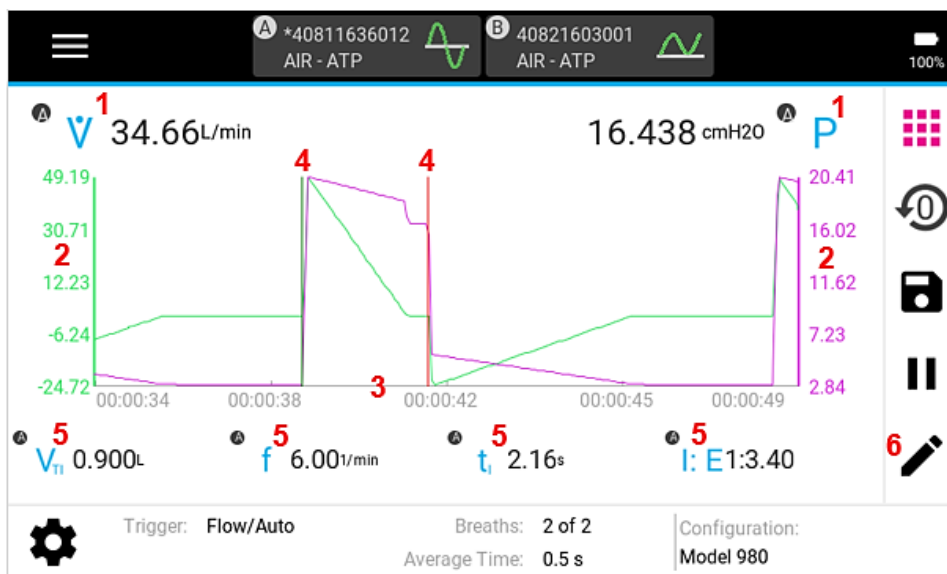 A *40811636012 B 40821603001
AIR - ATP AIR - ATP
100%
A V̇ 1 34.66L/min 16.438 cmH2O A P 1
49.19 4 4 20.41
30.71 16.02
2 2
12.23 11.62
-6.24 7.23
-24.72 3 2.84
00:00:34 00:00:38 00:00:42 00:00:45 00:00:49
0
A VTI 5 0.900L A f 5 6.001/min A tI 5 2.16s A I: E 5 1:3.40
6
Trigger: Flow/Auto Breaths: 2 of 2 Configuration:
Average Time: 0.5 s Model 980